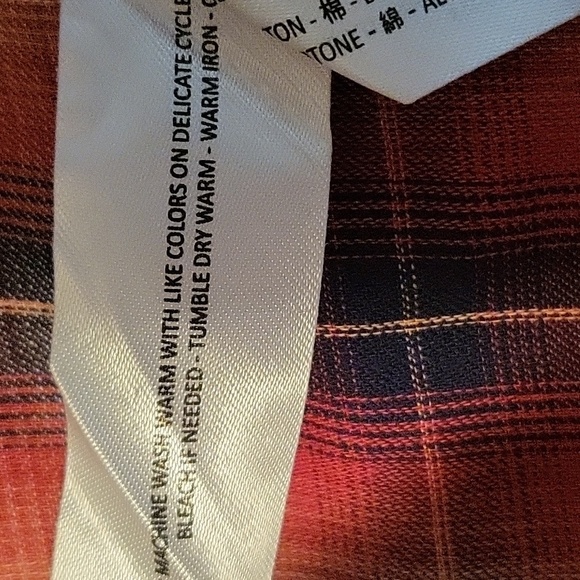 TON - 棉 -
TONE - 綿 -
MACHINE WASH WARM WITH LIKE COLORS ON DELICATE CYCLE
BLEACH IF NEEDED - TUMBLE DRY WARM - WARM IRON -